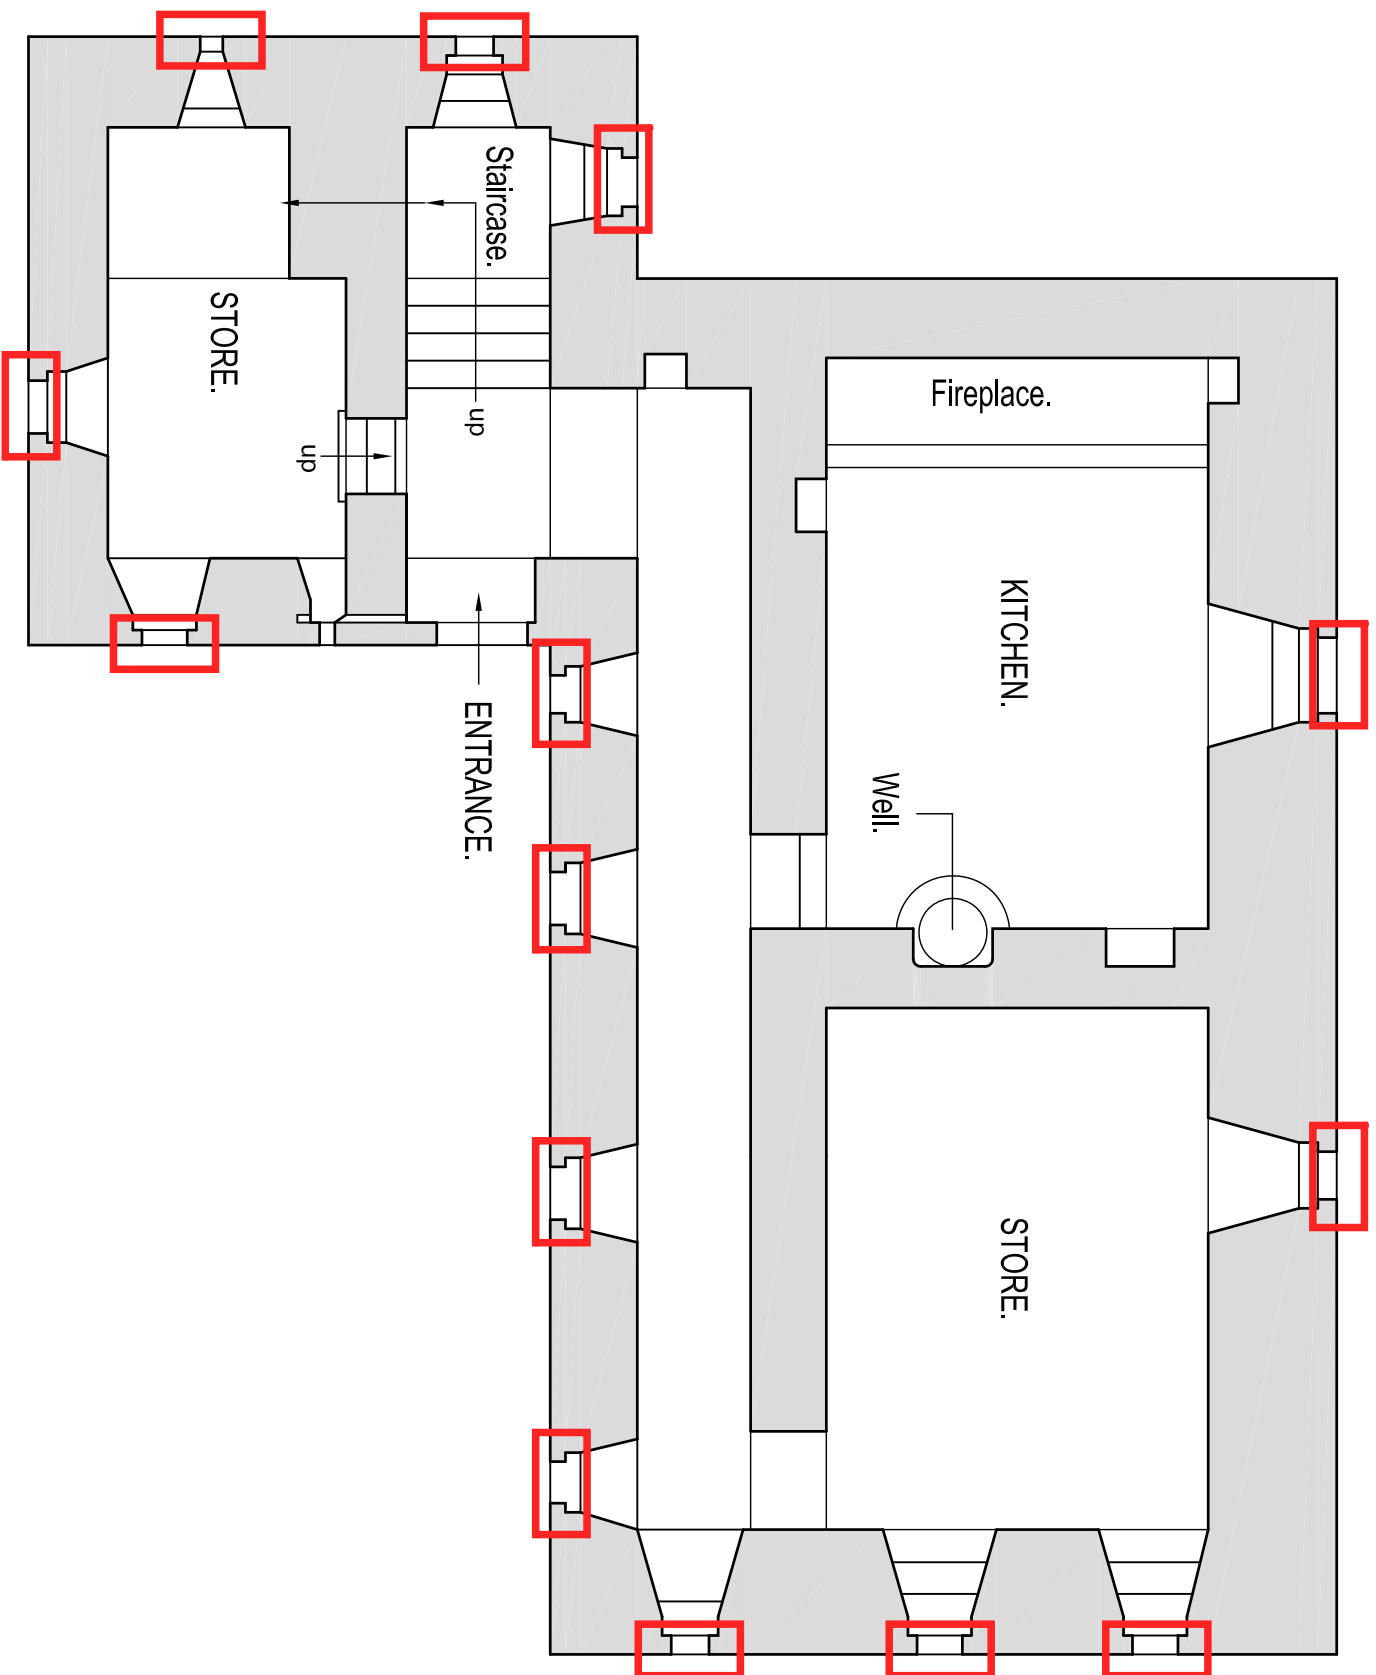 Staircase.
STORE.
Fireplace.
up
up
KITCHEN.
ENTRANCE.
Well.
STORE.